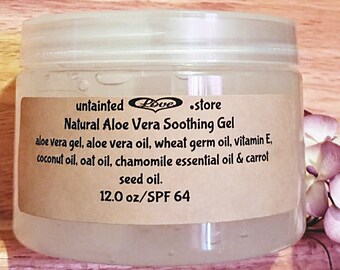 untainted Love .store
Natural Aloe Vera Soothing Gel
aloe vera gel, aloe vera oil, wheat germ oil, vitamin E,
coconut oil, oat oil, chamomile essential oil & carrot
seed oil.
12.0 oz/SPF 64